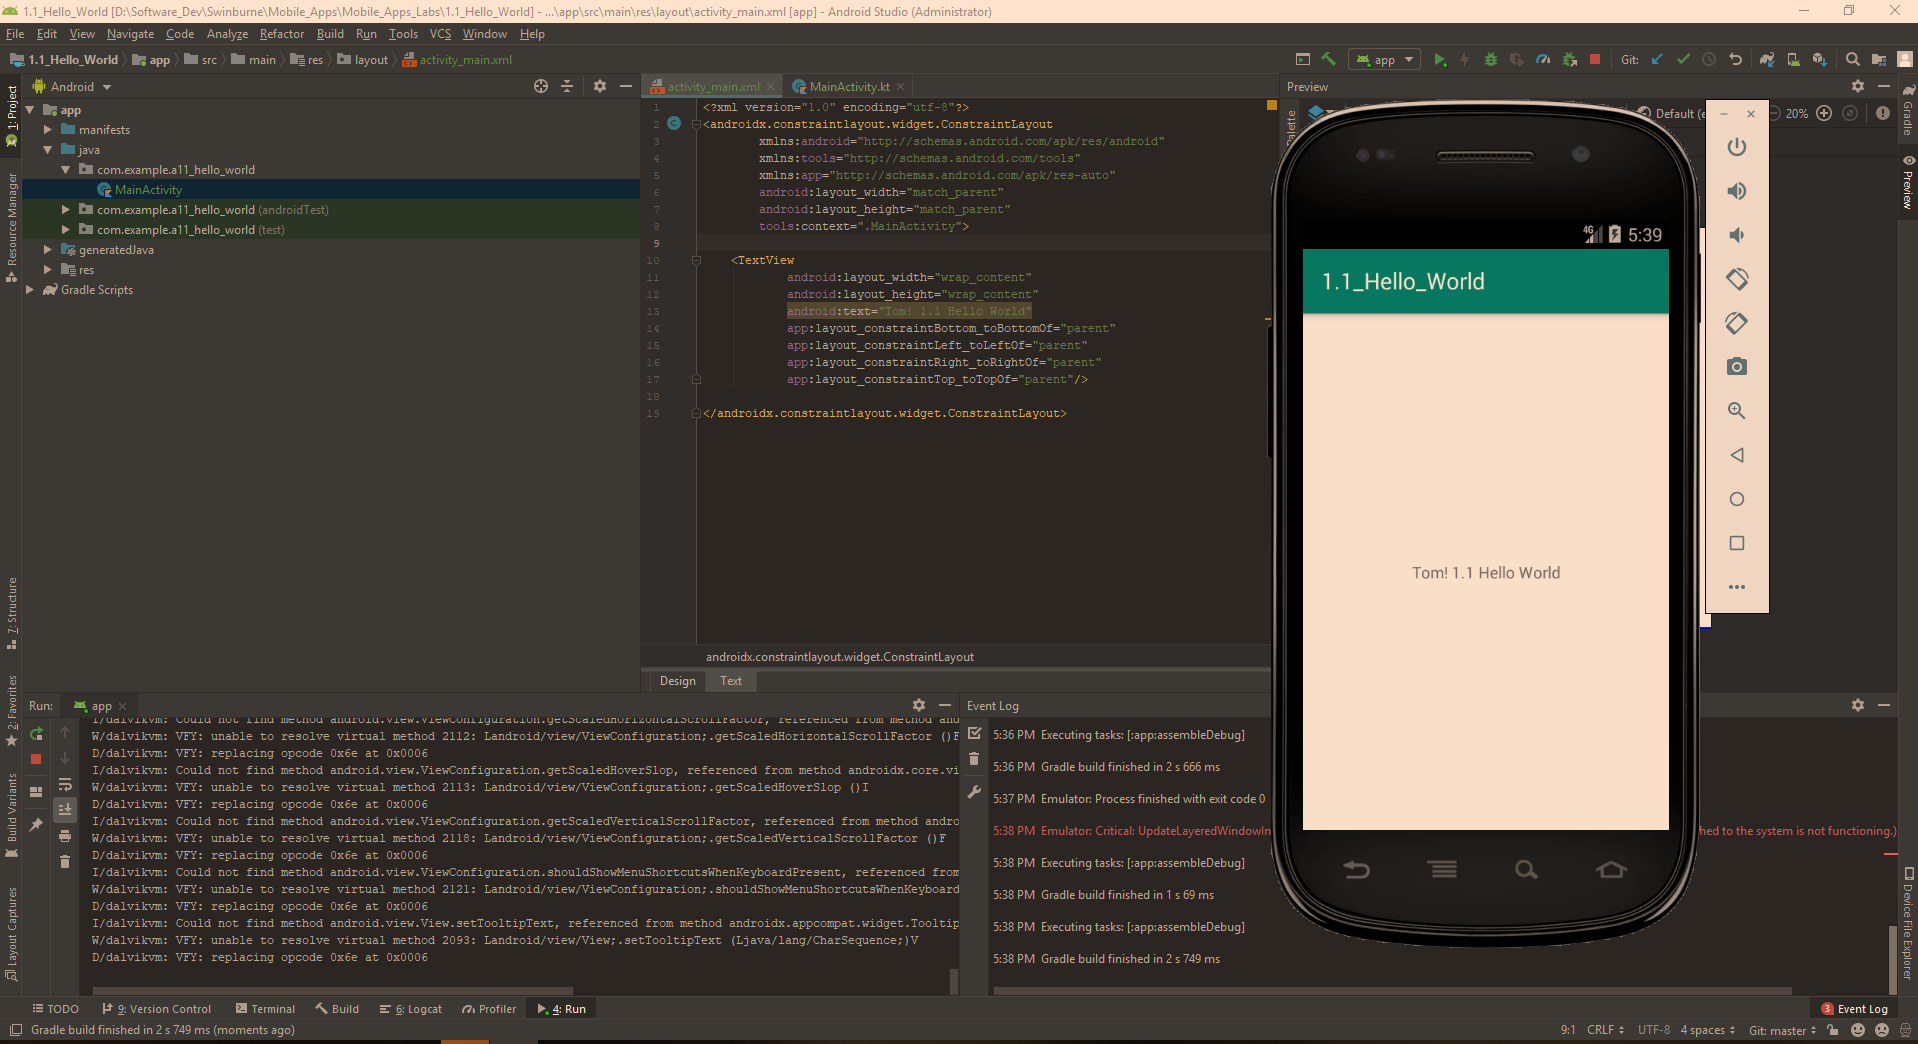 1.1_Hello_World [D:\Software_Dev\Swinburne\Mobile_Apps\Mobile_Apps_Labs\1.1_Hello_World] - ...\app\src\main\res\layout\activity_main.xml [app] - Android Studio (Administrator)
File Edit View Navigate Code Analyze Refactor Build Run Tools VCS Window Help
1.1_Hello_World app src main res layout activity_main.xml
app Git:
1: Project
Resource Manager
7: Structure
2: Favorites
Build Variants
Layout Captures
Android
app
manifests
java
com.example.a11_hello_world
MainActivity
com.example.a11_hello_world (androidTest)
com.example.a11_hello_world (test)
generatedJava
res
Gradle Scripts
activity_main.xml MainActivity.kt
1 <?xml version="1.0" encoding="utf-8"?>
2 <androidx.constraintlayout.widget.ConstraintLayout
3 xmlns:android="http://schemas.android.com/apk/res/android"
4 xmlns:tools="http://schemas.android.com/tools"
5 xmlns:app="http://schemas.android.com/apk/res-auto"
6 android:layout_width="match_parent"
7 android:layout_height="match_parent"
8 tools:context=".MainActivity">
9
10 <TextView
11 android:layout_width="wrap_content"
12 android:layout_height="wrap_content"
13 android:text="Tom! 1.1 Hello World"
14 app:layout_constraintBottom_toBottomOf="parent"
15 app:layout_constraintLeft_toLeftOf="parent"
16 app:layout_constraintRight_toRightOf="parent"
17 app:layout_constraintTop_toTopOf="parent"/>
18
19 </androidx.constraintlayout.widget.ConstraintLayout>
androidx.constraintlayout.widget.ConstraintLayout
Design Text
Preview
Palette
Default (e 20%
Gradle
Preview
Device File Explorer
4G 5:39
1.1_Hello_World
Tom! 1.1 Hello World
Run: app
I/dalvikvm: Could not find method android.view.ViewConfiguration.getScaledHorizontalScrollFactor, referenced from method and
W/dalvikvm: VFY: unable to resolve virtual method 2112: Landroid/view/ViewConfiguration;.getScaledHorizontalScrollFactor ()F
D/dalvikvm: VFY: replacing opcode 0x6e at 0x0006
I/dalvikvm: Could not find method android.view.ViewConfiguration.getScaledHoverSlop, referenced from method androidx.core.vi
W/dalvikvm: VFY: unable to resolve virtual method 2113: Landroid/view/ViewConfiguration;.getScaledHoverSlop ()I
D/dalvikvm: VFY: replacing opcode 0x6e at 0x0006
I/dalvikvm: Could not find method android.view.ViewConfiguration.getScaledVerticalScrollFactor, referenced from method andro
W/dalvikvm: VFY: unable to resolve virtual method 2118: Landroid/view/ViewConfiguration;.getScaledVerticalScrollFactor ()F
D/dalvikvm: VFY: replacing opcode 0x6e at 0x0006
I/dalvikvm: Could not find method android.view.ViewConfiguration.shouldShowMenuShortcutsWhenKeyboardPresent, referenced from
W/dalvikvm: VFY: unable to resolve virtual method 2121: Landroid/view/ViewConfiguration;.shouldShowMenuShortcutsWhenKeyboard
D/dalvikvm: VFY: replacing opcode 0x6e at 0x0006
I/dalvikvm: Could not find method android.view.View.setTooltipText, referenced from method androidx.appcompat.widget.Tooltip
W/dalvikvm: VFY: unable to resolve virtual method 2093: Landroid/view/View;.setTooltipText (Ljava/lang/CharSequence;)V
D/dalvikvm: VFY: replacing opcode 0x6e at 0x0006
Event Log
5:36 PM Executing tasks: [:app:assembleDebug]
5:36 PM Gradle build finished in 2 s 666 ms
5:37 PM Emulator: Process finished with exit code 0
5:38 PM Emulator: Critical: UpdateLayeredWindowIn hed to the system is not functioning.)
5:38 PM Executing tasks: [:app:assembleDebug]
5:38 PM Gradle build finished in 1 s 69 ms
5:38 PM Executing tasks: [:app:assembleDebug]
5:38 PM Gradle build finished in 2 s 749 ms
TODO 9: Version Control Terminal Build 6: Logcat Profiler 4: Run 3 Event Log
Gradle build finished in 2 s 749 ms (moments ago) 9:1 CRLF UTF-8 4 spaces Git: master